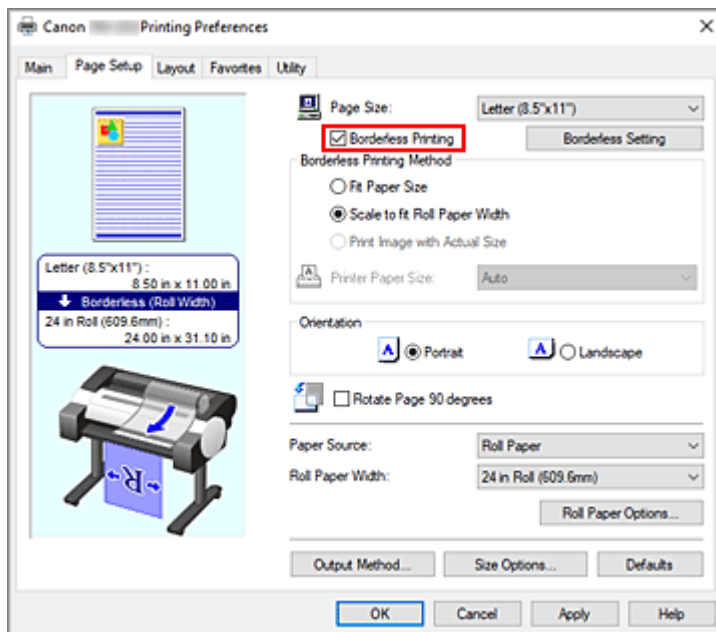 Canon Printing Preferences
Main Page Setup Layout Favorites Utility
Page Size: Letter (8.5"x11")
Borderless Printing Borderless Setting
Borderless Printing Method
Fit Paper Size
Scale to fit Roll Paper Width
Print Image with Actual Size
Printer Paper Size: Auto
Letter (8.5"x11") :
8.50 in x 11.00 in
Borderless (Roll Width)
24 in Roll (609.6mm) :
24.00 in x 31.10 in
Orientation
A Portrait A Landscape
Rotate Page 90 degrees
R
Paper Source: Roll Paper
Roll Paper Width: 24 in Roll (609.6mm)
Roll Paper Options...
Output Method... Size Options... Defaults
OK Cancel Apply Help